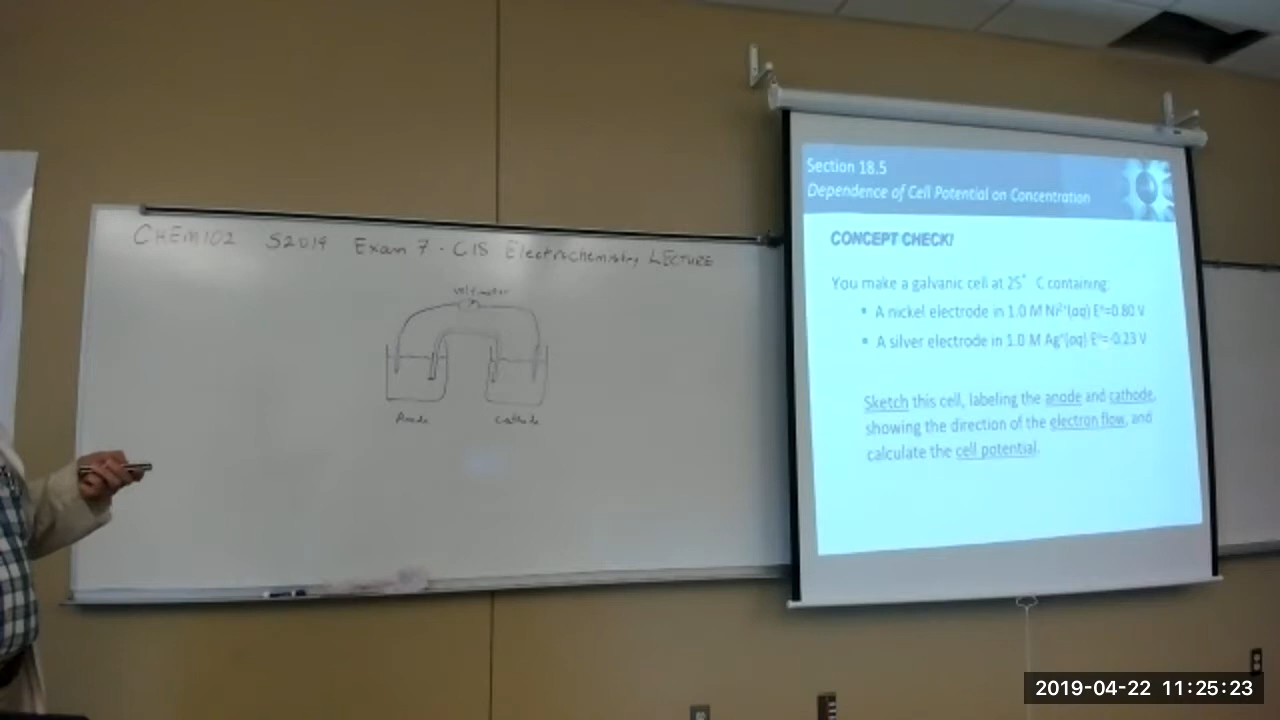 CHEM102 S2019 Exam 7 - C18 Electrochemistry LECTURE
voltmeter
Anode
Cathode
Section 18.5
Dependence of Cell Potential on Concentration
CONCEPT CHECK!
You make a galvanic cell at 25° C containing:
• A nickel electrode in 1.0 M Ni²⁺(aq) E°=0.80 V
• A silver electrode in 1.0 M Ag⁺(aq) E°=-0.23 V
Sketch this cell, labeling the anode and cathode,
showing the direction of the electron flow, and
calculate the cell potential.
2019-04-22 11:25:23